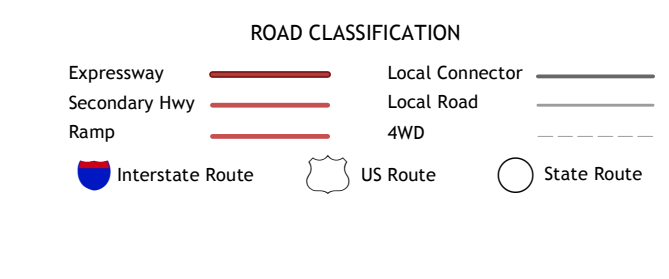 ROAD CLASSIFICATION
Expressway
Local Connector
Secondary Hwy
Local Road
Ramp
4WD
Interstate Route
US Route
State Route